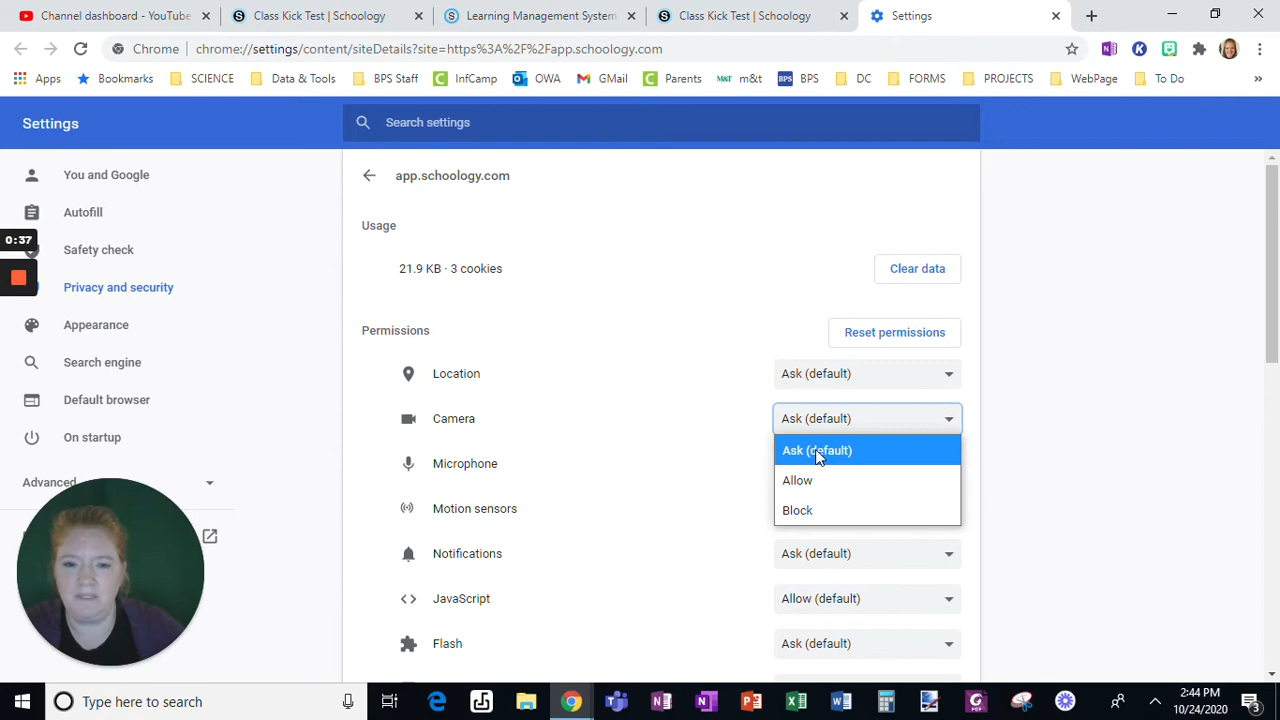 Channel dashboard - YouTube
Class Kick Test | Schoology
Learning Management System
Class Kick Test | Schoology
Settings
Chrome | chrome://settings/content/siteDetails?site=https%3A%2F%2Fapp.schoology.com
Apps
Bookmarks
SCIENCE
Data & Tools
BPS Staff
InfCamp
OWA
GMail
Parents
M&T m&t
BPS BPS
DC
FORMS
PROJECTS
WebPage
To Do
Settings
Search settings
You and Google
Autofill
0:37
Safety check
Privacy and security
Appearance
Search engine
Default browser
On startup
Advanced
app.schoology.com
Usage
21.9 KB · 3 cookies
Clear data
Permissions
Reset permissions
Location
Ask (default)
Camera
Ask (default)
Ask (default)
Allow
Block
Microphone
Motion sensors
Notifications
Ask (default)
JavaScript
Allow (default)
Flash
Ask (default)
Type here to search
2:44 PM
10/24/2020
3